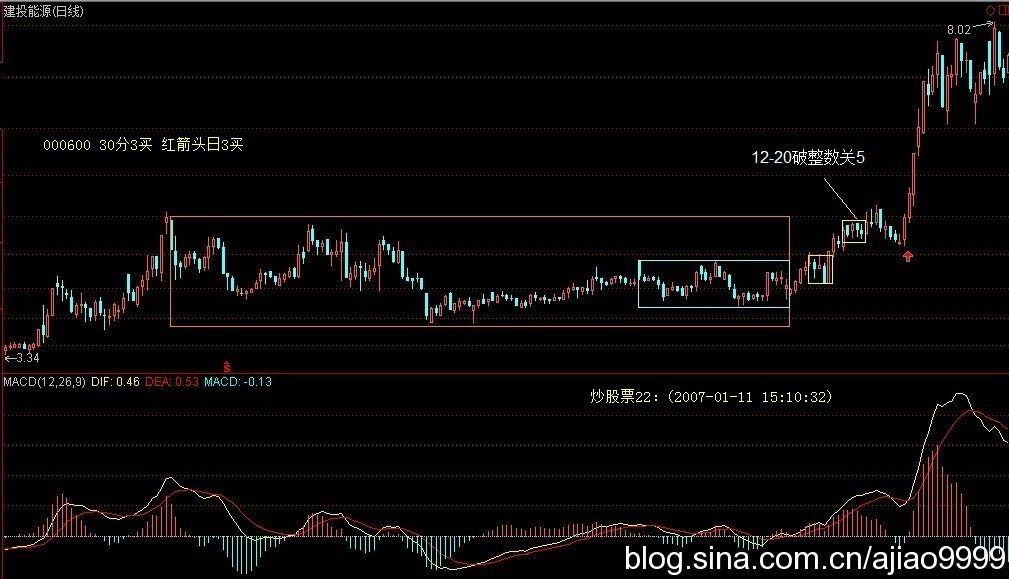 建投能源(日线)
8.02
000600 30分3买 红箭头日3买
12-20破整数关5
3.34
S
MACD(12,26,9) DIF: 0.46 DEA: 0.53 MACD: -0.13
炒股票22：(2007-01-11 15:10:32)
blog.sina.com.cn/ajiao9999